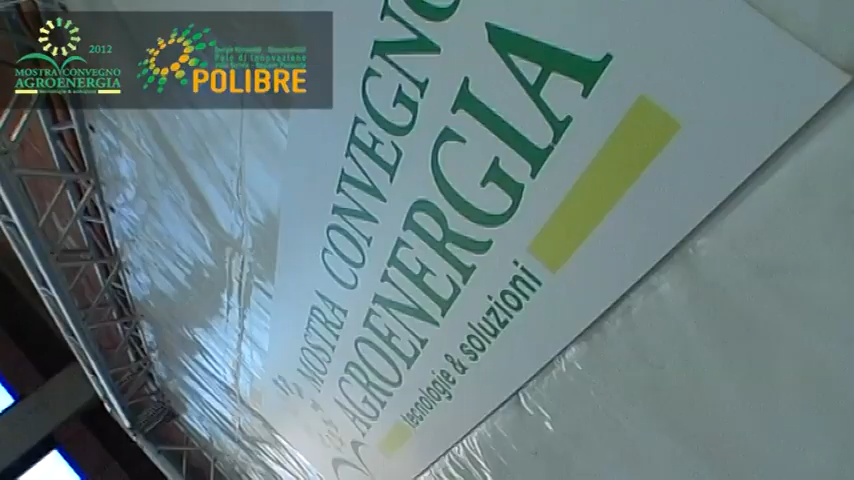 2012
MOSTRA CONVEGNO
AGROENERGIA
POLIBRE
MOSTRA CONVEGNO
AGROENERGIA
tecnologie & soluzioni